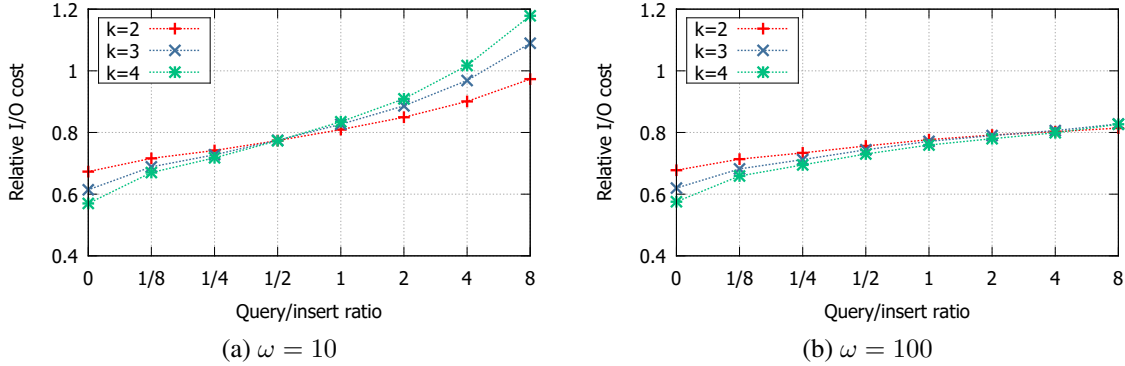 1.2
1
0.8
0.6
0.4
Relative I/O cost
k=2
k=3
k=4
0 1/8 1/4 1/2 1 2 4 8
Query/insert ratio
(a) ω = 10
1.2
1
0.8
0.6
0.4
Relative I/O cost
k=2
k=3
k=4
0 1/8 1/4 1/2 1 2 4 8
Query/insert ratio
(b) ω = 100